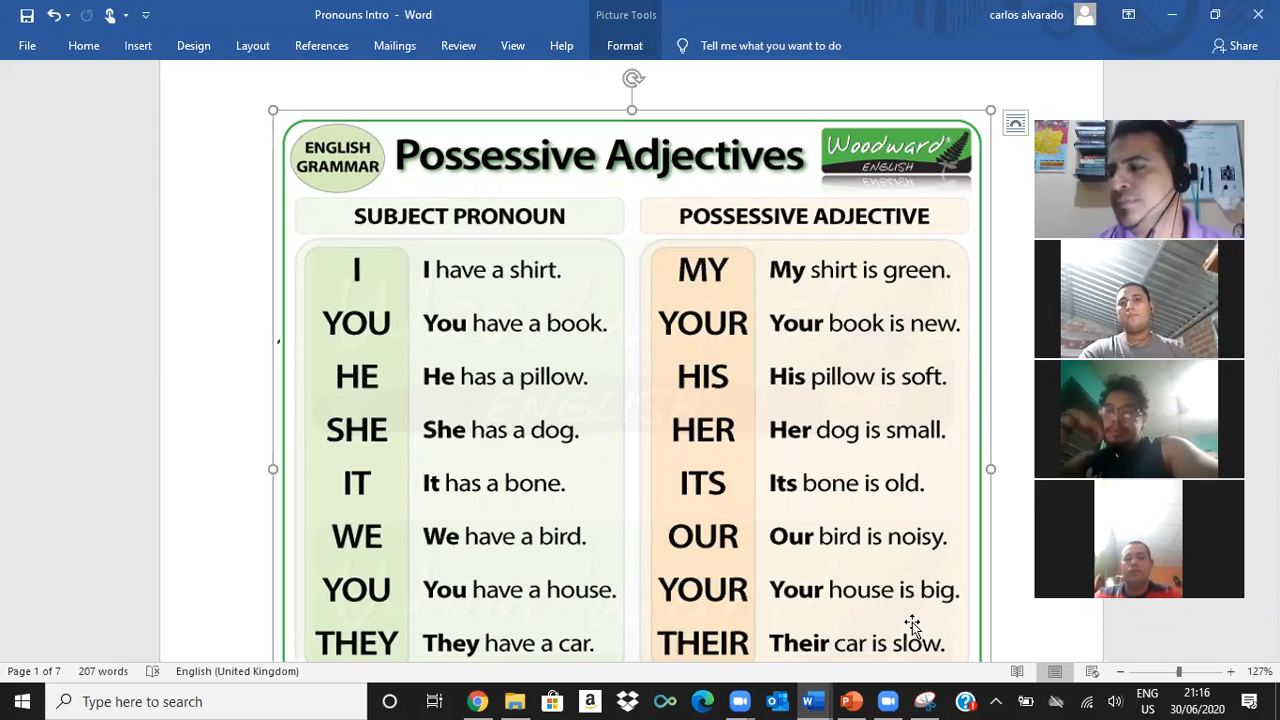 Pronouns Intro - Word
Picture Tools
carlos alvarado
File Home Insert Design Layout References Mailings Review View Help Format Tell me what you want to do Share
ENGLISH GRAMMAR
Possessive Adjectives
Woodward®
ENGLISH
SUBJECT PRONOUN POSSESSIVE ADJECTIVE
I I have a shirt. MY My shirt is green.
YOU You have a book. YOUR Your book is new.
HE He has a pillow. HIS His pillow is soft.
SHE She has a dog. HER Her dog is small.
IT It has a bone. ITS Its bone is old.
WE We have a bird. OUR Our bird is noisy.
YOU You have a house. YOUR Your house is big.
THEY They have a car. THEIR Their car is slow.
Page 1 of 7 207 words English (United Kingdom) 127%
Type here to search
ENG 21:16
US 30/06/2020